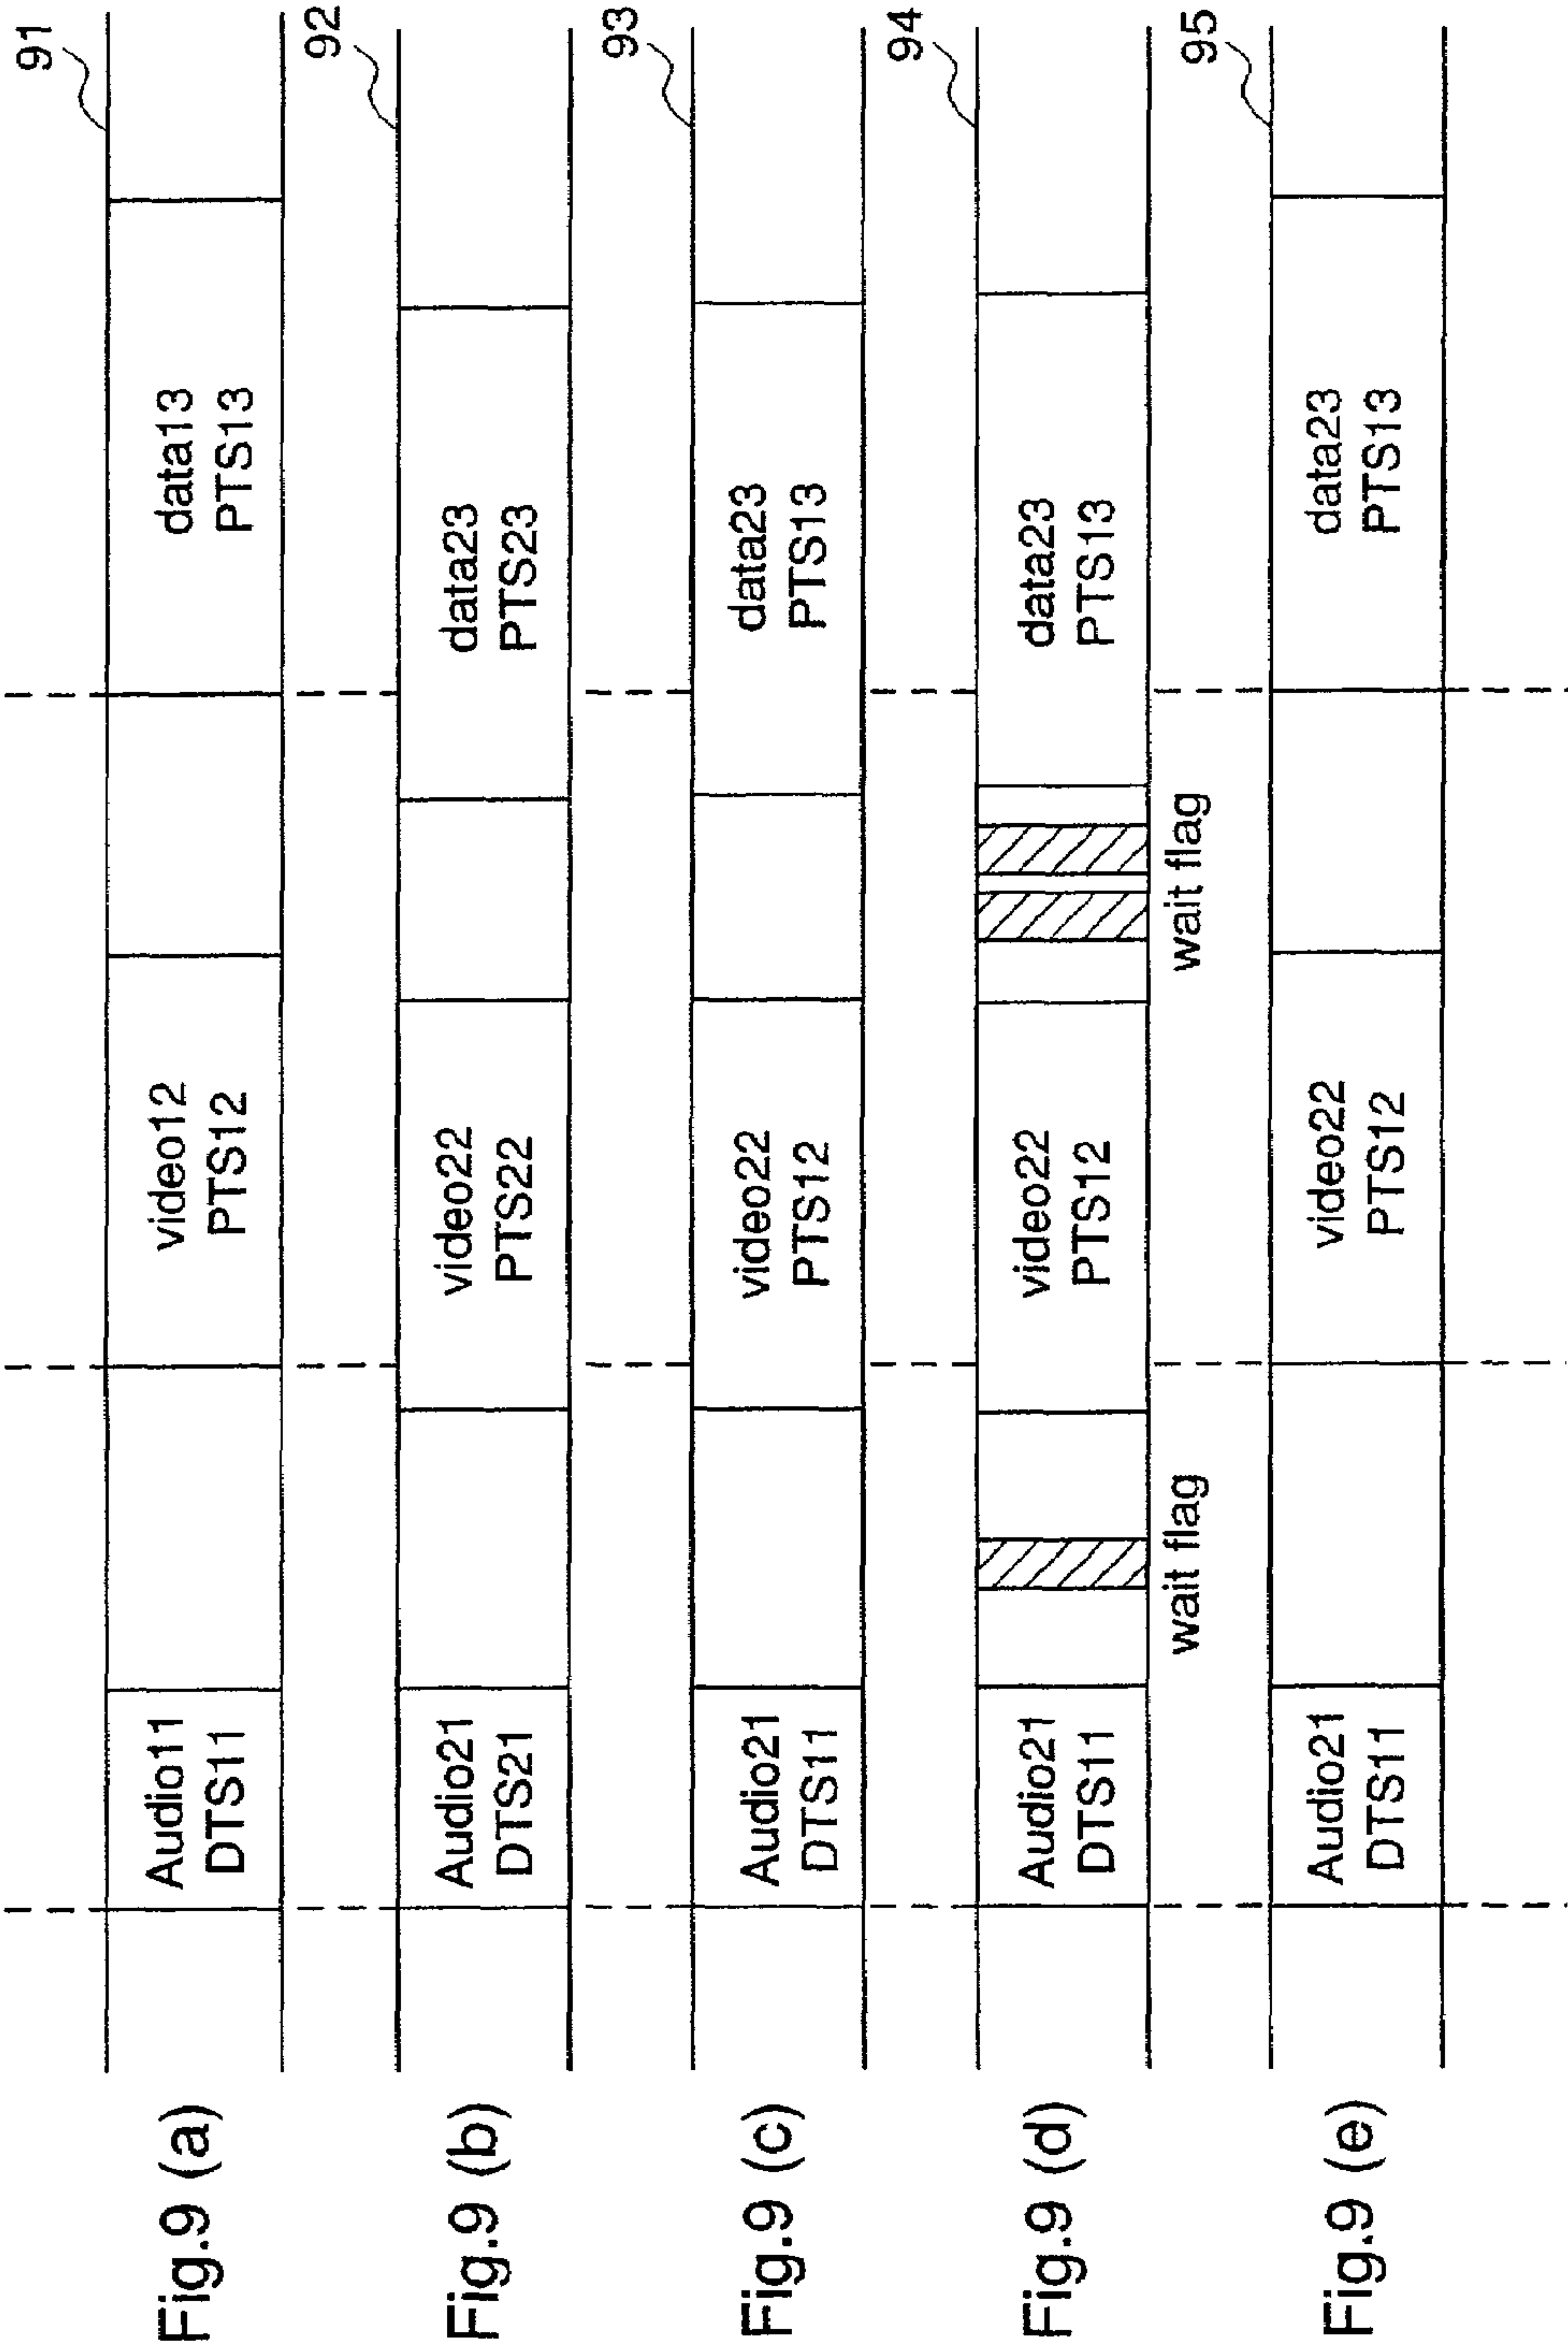 Fig.9 (a)
Audio11
DTS11
video12
PTS12
data13
PTS13
91
Fig.9 (b)
Audio21
DTS21
video22
PTS22
data23
PTS23
92
Fig.9 (c)
Audio21
DTS11
video22
PTS12
data23
PTS13
93
Fig.9 (d)
Audio21
DTS11
video22
PTS12
data23
PTS13
94
wait flag
wait flag
Fig.9 (e)
Audio21
DTS11
video22
PTS12
data23
PTS13
95